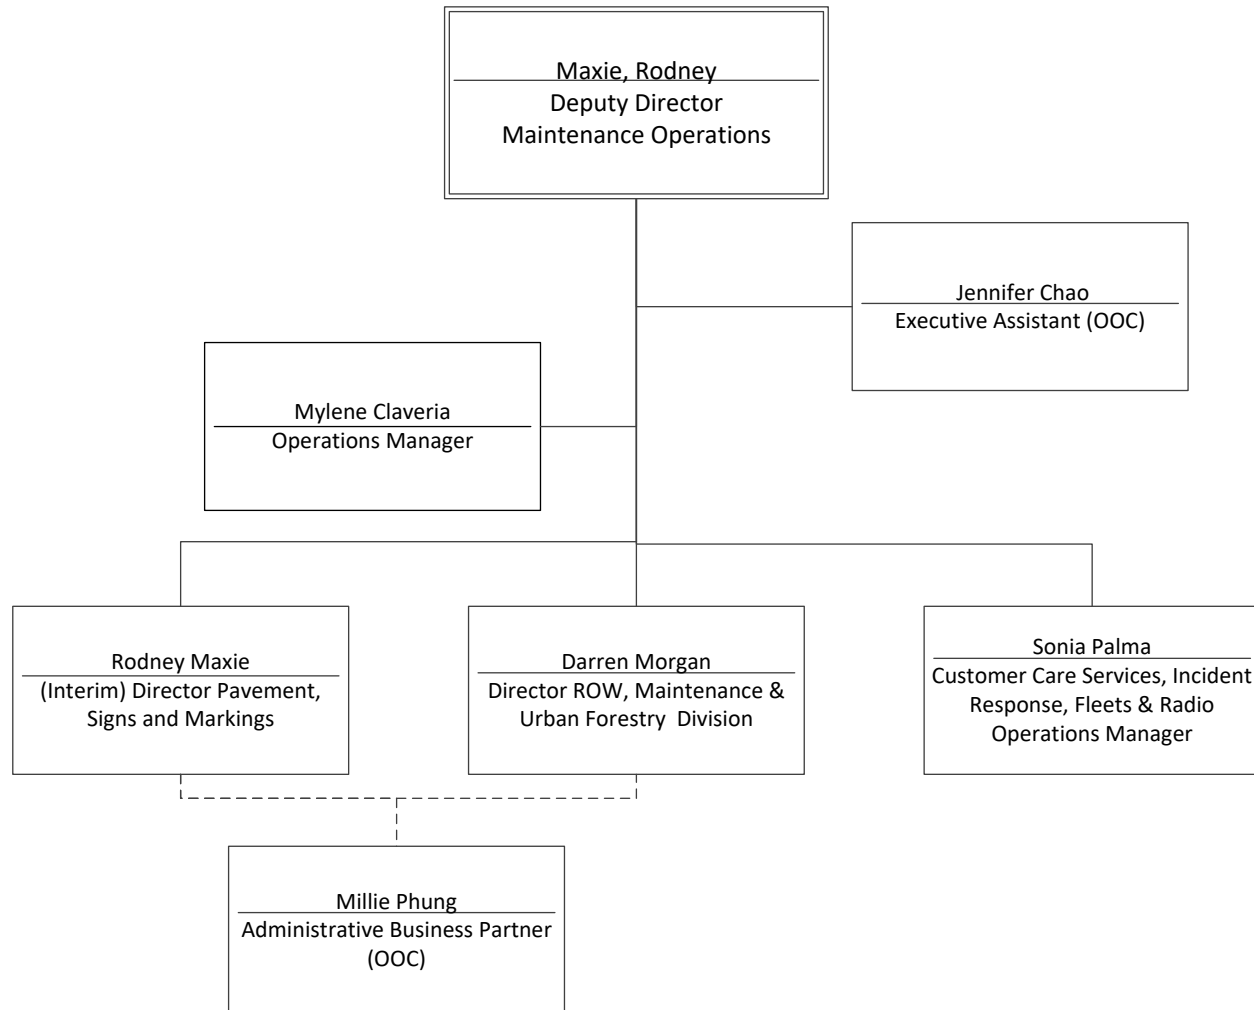 Maxie, Rodney
Deputy Director
Maintenance Operations
Jennifer Chao
Executive Assistant (OOC)
Mylene Claveria
Operations Manager
Rodney Maxie
(Interim) Director Pavement,
Signs and Markings
Darren Morgan
Director ROW, Maintenance &
Urban Forestry Division
Sonia Palma
Customer Care Services, Incident
Response, Fleets & Radio
Operations Manager
Millie Phung
Administrative Business Partner
(OOC)